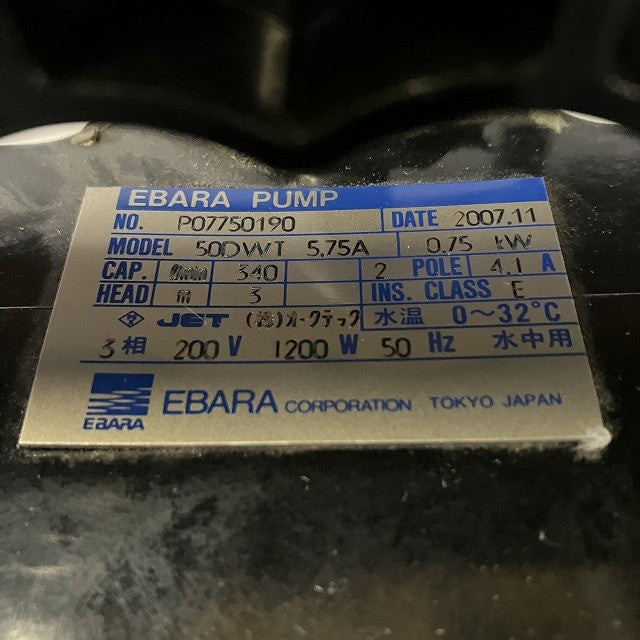 EBARA PUMP
NO. P07750190 DATE 2007.11
MODEL 50DWT 5.75A 0.75 kW
CAP. ℓ/min 340 2 POLE 4.1 A
HEAD m 3 INS. CLASS E
JET (株)オークテック 水温 0~32°C
3相 200 V 1200 W 50 Hz 水中用
EBARA EBARA CORPORATION TOKYO JAPAN